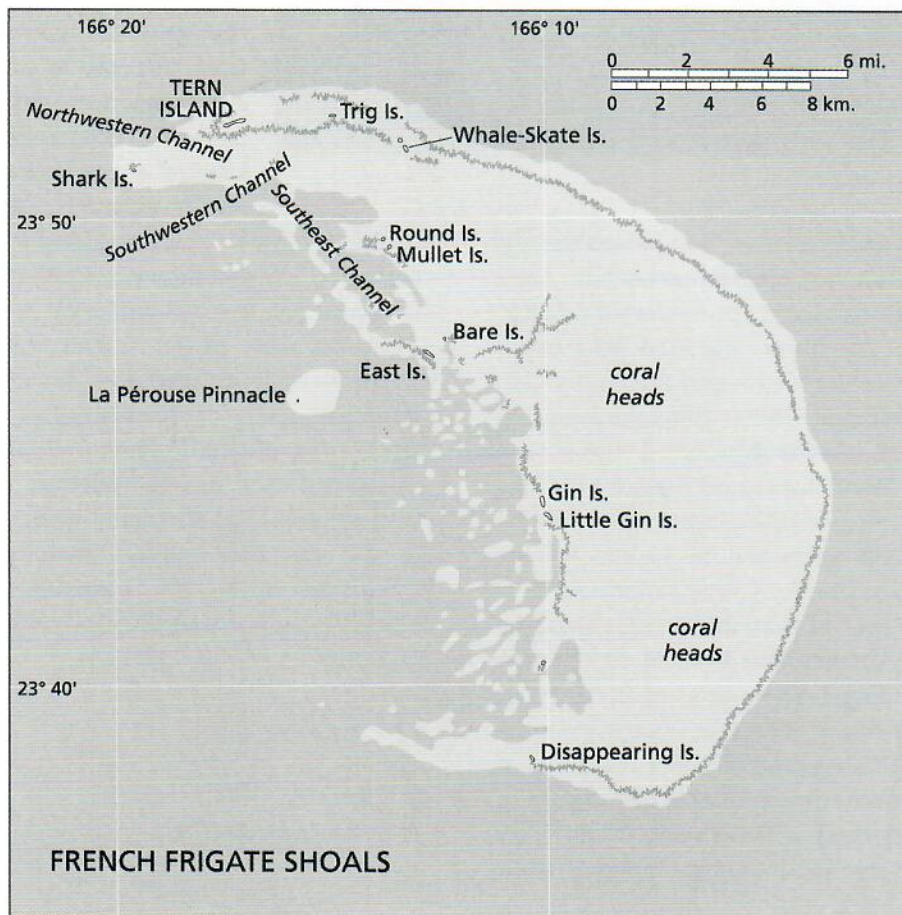 166° 20'
166° 10'
0 2 4 6 mi.
0 2 4 6 8 km.
TERN
ISLAND
Trig Is.
Northwestern Channel
Whale-Skate Is.
Shark Is.
Southwestern Channel
23° 50'
Southeast Channel
Round Is.
Mullet Is.
Bare Is.
East Is.
La Pérouse Pinnacle
coral
heads
Gin Is.
Little Gin Is.
coral
heads
23° 40'
Disappearing Is.
FRENCH FRIGATE SHOALS